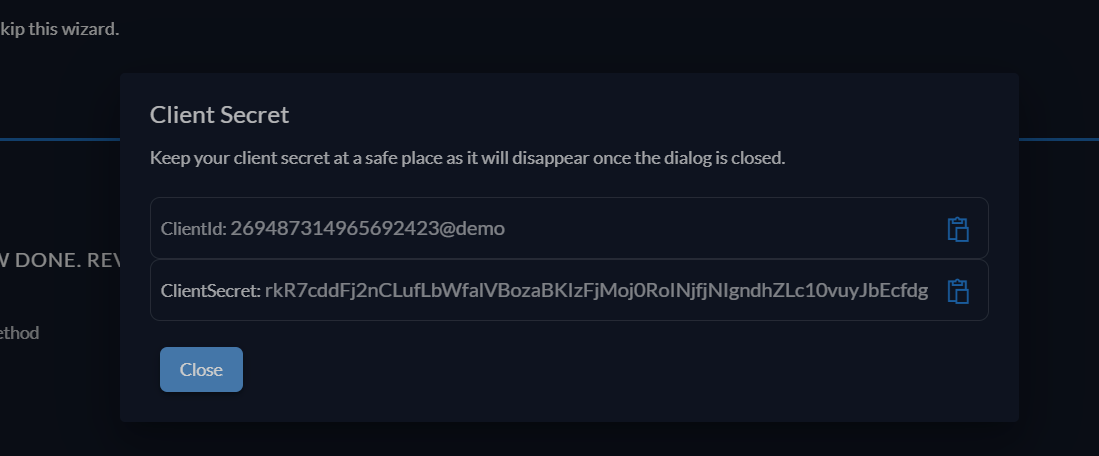 kip this wizard.
Client Secret
Keep your client secret at a safe place as it will disappear once the dialog is closed.
ClientId: 269487314965692423@demo
W DONE. REV
ClientSecret: rkR7cddFj2nCLufLbWfalVBozaBKIzFjMoj0RoINjfjNIgndhZLc10vuyJbEcfdg
ethod
Close